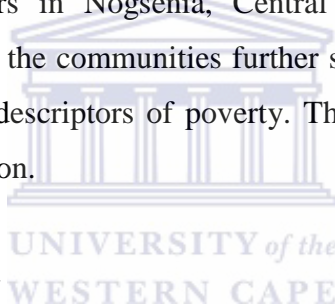 rs in Nogsenia, Central
the communities further s
descriptors of poverty. Th
on.
UNIVERSITY of the
WESTERN CAPE